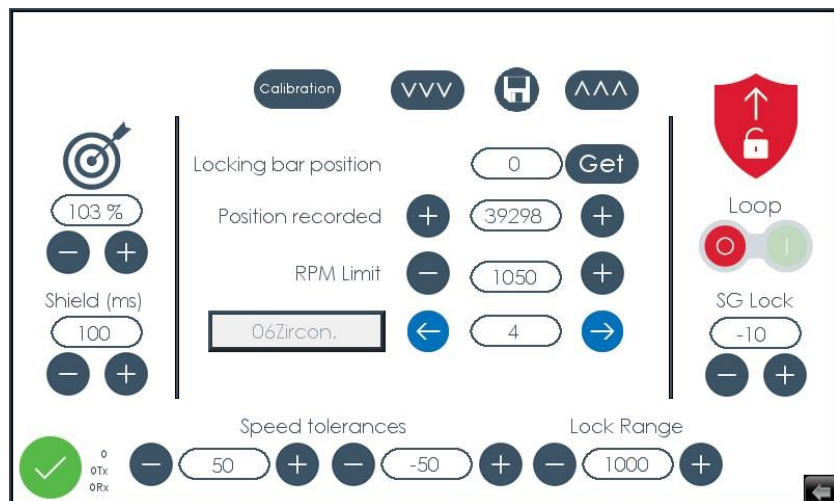 Calibration VVV ΛΛΛ
Locking bar position 0 Get
103 % Position recorded + 39298 + Loop
− + RPM Limit − 1050 + O I
Shield (ms) SG Lock
100 06Zircon. ← 4 → -10
− + − +
Speed tolerances Lock Range
0
0Tx
0Rx
− 50 + − -50 + − 1000 +